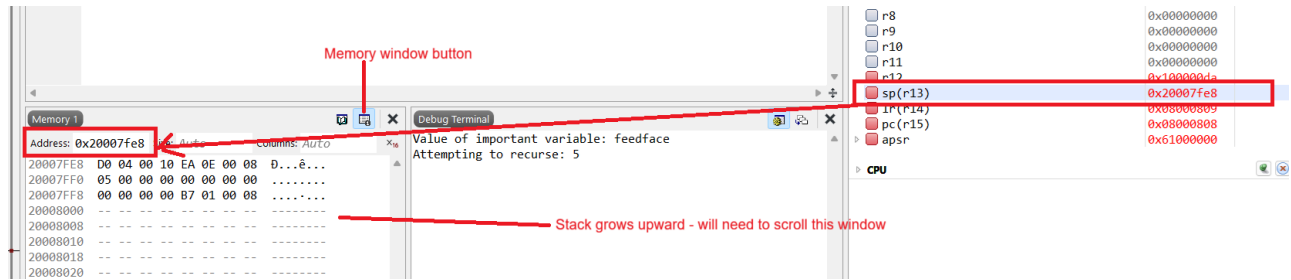 r8 0x00000000
r9 0x00000000
r10 0x00000000
r11 0x00000000
r12 0x100000da
sp(r13) 0x20007fe8
lr(r14) 0x08000809
pc(r15) 0x08000808
apsr 0x61000000
CPU
Memory window button
Memory 1
Address: 0x20007fe8 Auto Columns: Auto
x₁₆
20007FE8 D0 04 00 10 EA 0E 00 08 Ð...ê...
20007FF0 05 00 00 00 00 00 00 00 ........
20007FF8 00 00 00 00 B7 01 00 08 ....·...
20008000 -- -- -- -- -- -- -- -- --------
20008008 -- -- -- -- -- -- -- -- --------
20008010 -- -- -- -- -- -- -- -- --------
20008018 -- -- -- -- -- -- -- -- --------
20008020 -- -- -- -- -- -- -- -- --------
Debug Terminal
Value of important variable: feedface
Attempting to recurse: 5
Stack grows upward - will need to scroll this window